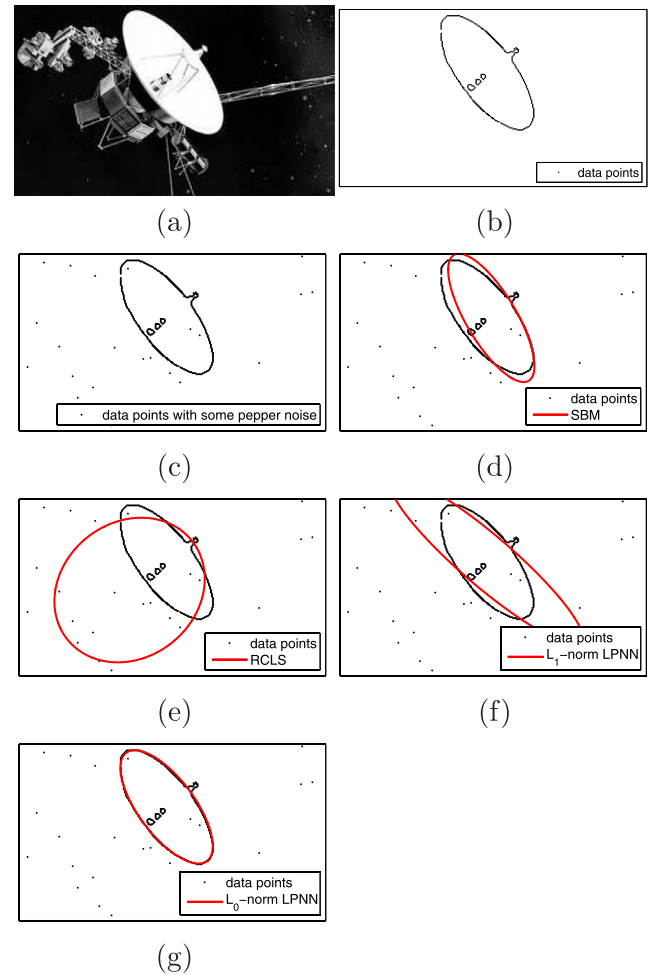 data points
(a)
(b)
data points with some pepper noise
data points
SBM
(c)
(d)
data points
RCLS
data points
L₁-norm LPNN
(e)
(f)
data points
L₀-norm LPNN
(g)